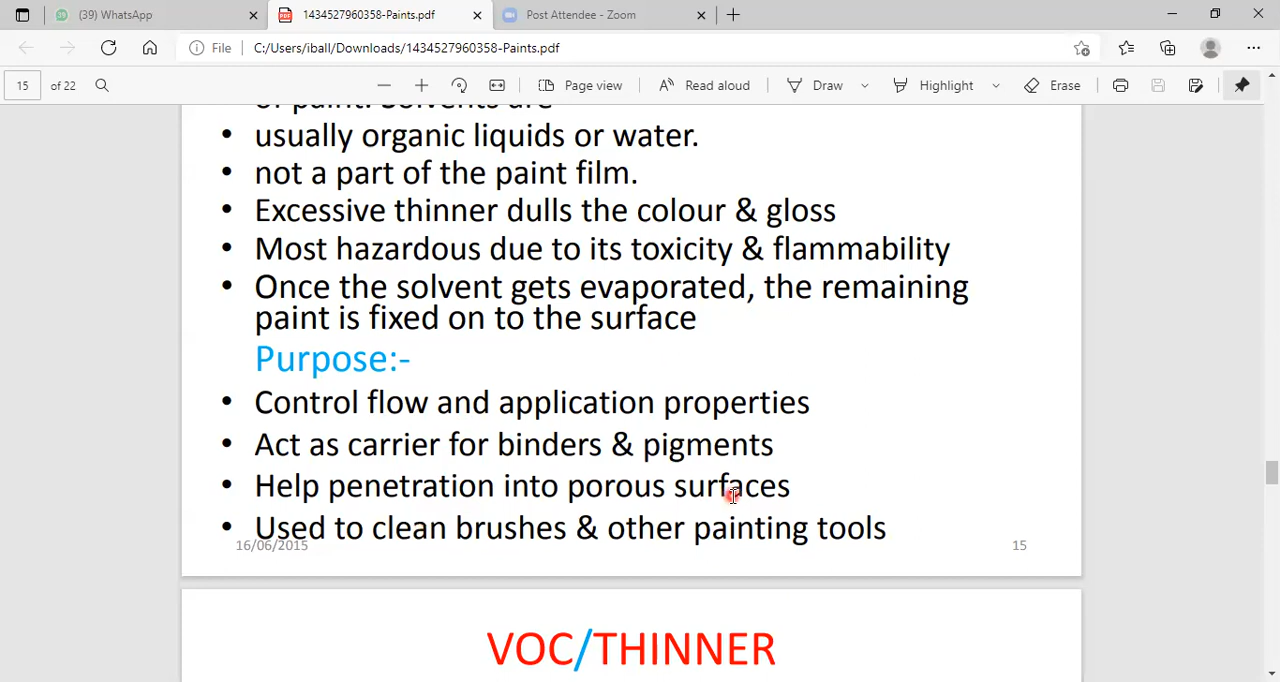 (39) WhatsApp
1434527960358-Paints.pdf
Post Attendee - Zoom
File
C:/Users/iball/Downloads/1434527960358-Paints.pdf
15
of 22
Page view
Read aloud
Draw
Highlight
Erase
of paint. Solvents are
• usually organic liquids or water.
• not a part of the paint film.
• Excessive thinner dulls the colour & gloss
• Most hazardous due to its toxicity & flammability
• Once the solvent gets evaporated, the remaining
paint is fixed on to the surface
Purpose:-
• Control flow and application properties
• Act as carrier for binders & pigments
• Help penetration into porous surfaces
• Used to clean brushes & other painting tools
16/06/2015
15
VOC/THINNER